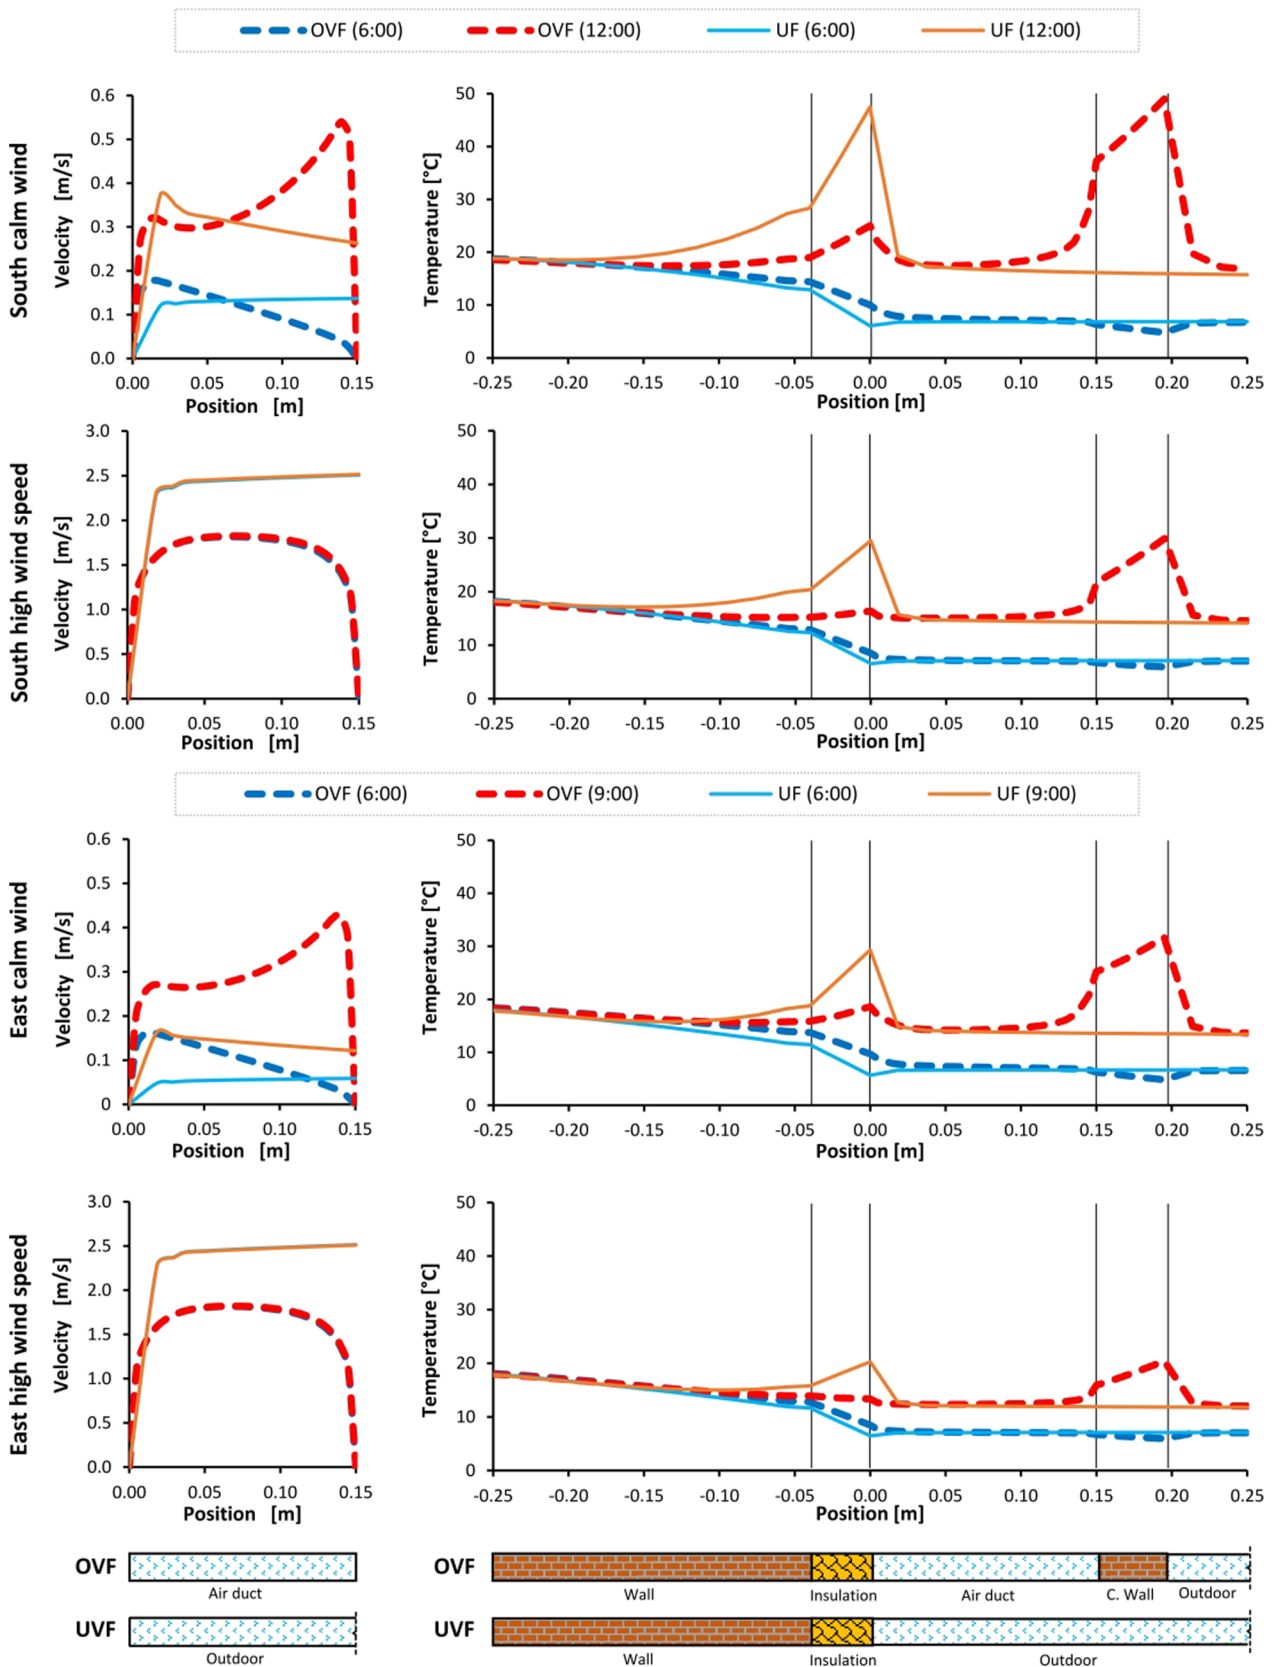 OVF (6:00) OVF (12:00) UF (6:00) UF (12:00)
South calm wind
Velocity [m/s]
0.6
0.5
0.4
0.3
0.2
0.1
0.0
0.00 0.05 0.10 0.15
Position [m]
Temperature [°C]
50
40
30
20
10
0
-0.25 -0.20 -0.15 -0.10 -0.05 0.00 0.05 0.10 0.15 0.20 0.25
Position [m]
South high wind speed
Velocity [m/s]
3.0
2.5
2.0
1.5
1.0
0.5
0.0
0.00 0.05 0.10 0.15
Position [m]
Temperature [°C]
50
40
30
20
10
0
-0.25 -0.20 -0.15 -0.10 -0.05 0.00 0.05 0.10 0.15 0.20 0.25
Position [m]
OVF (6:00) OVF (9:00) UF (6:00) UF (9:00)
East calm wind
Velocity [m/s]
0.6
0.5
0.4
0.3
0.2
0.1
0
0.00 0.05 0.10 0.15
Position [m]
Temperature [°C]
50
40
30
20
10
0
-0.25 -0.20 -0.15 -0.10 -0.05 0.00 0.05 0.10 0.15 0.20 0.25
Position [m]
East high wind speed
Velocity [m/s]
3.0
2.5
2.0
1.5
1.0
0.5
0.0
0.00 0.05 0.10 0.15
Position [m]
Temperature [°C]
50
40
30
20
10
0
-0.25 -0.20 -0.15 -0.10 -0.05 0.00 0.05 0.10 0.15 0.20 0.25
Position [m]
OVF
Air duct
OVF
Wall Insulation Air duct C. Wall Outdoor
UVF
Outdoor
UVF
Wall Insulation Outdoor